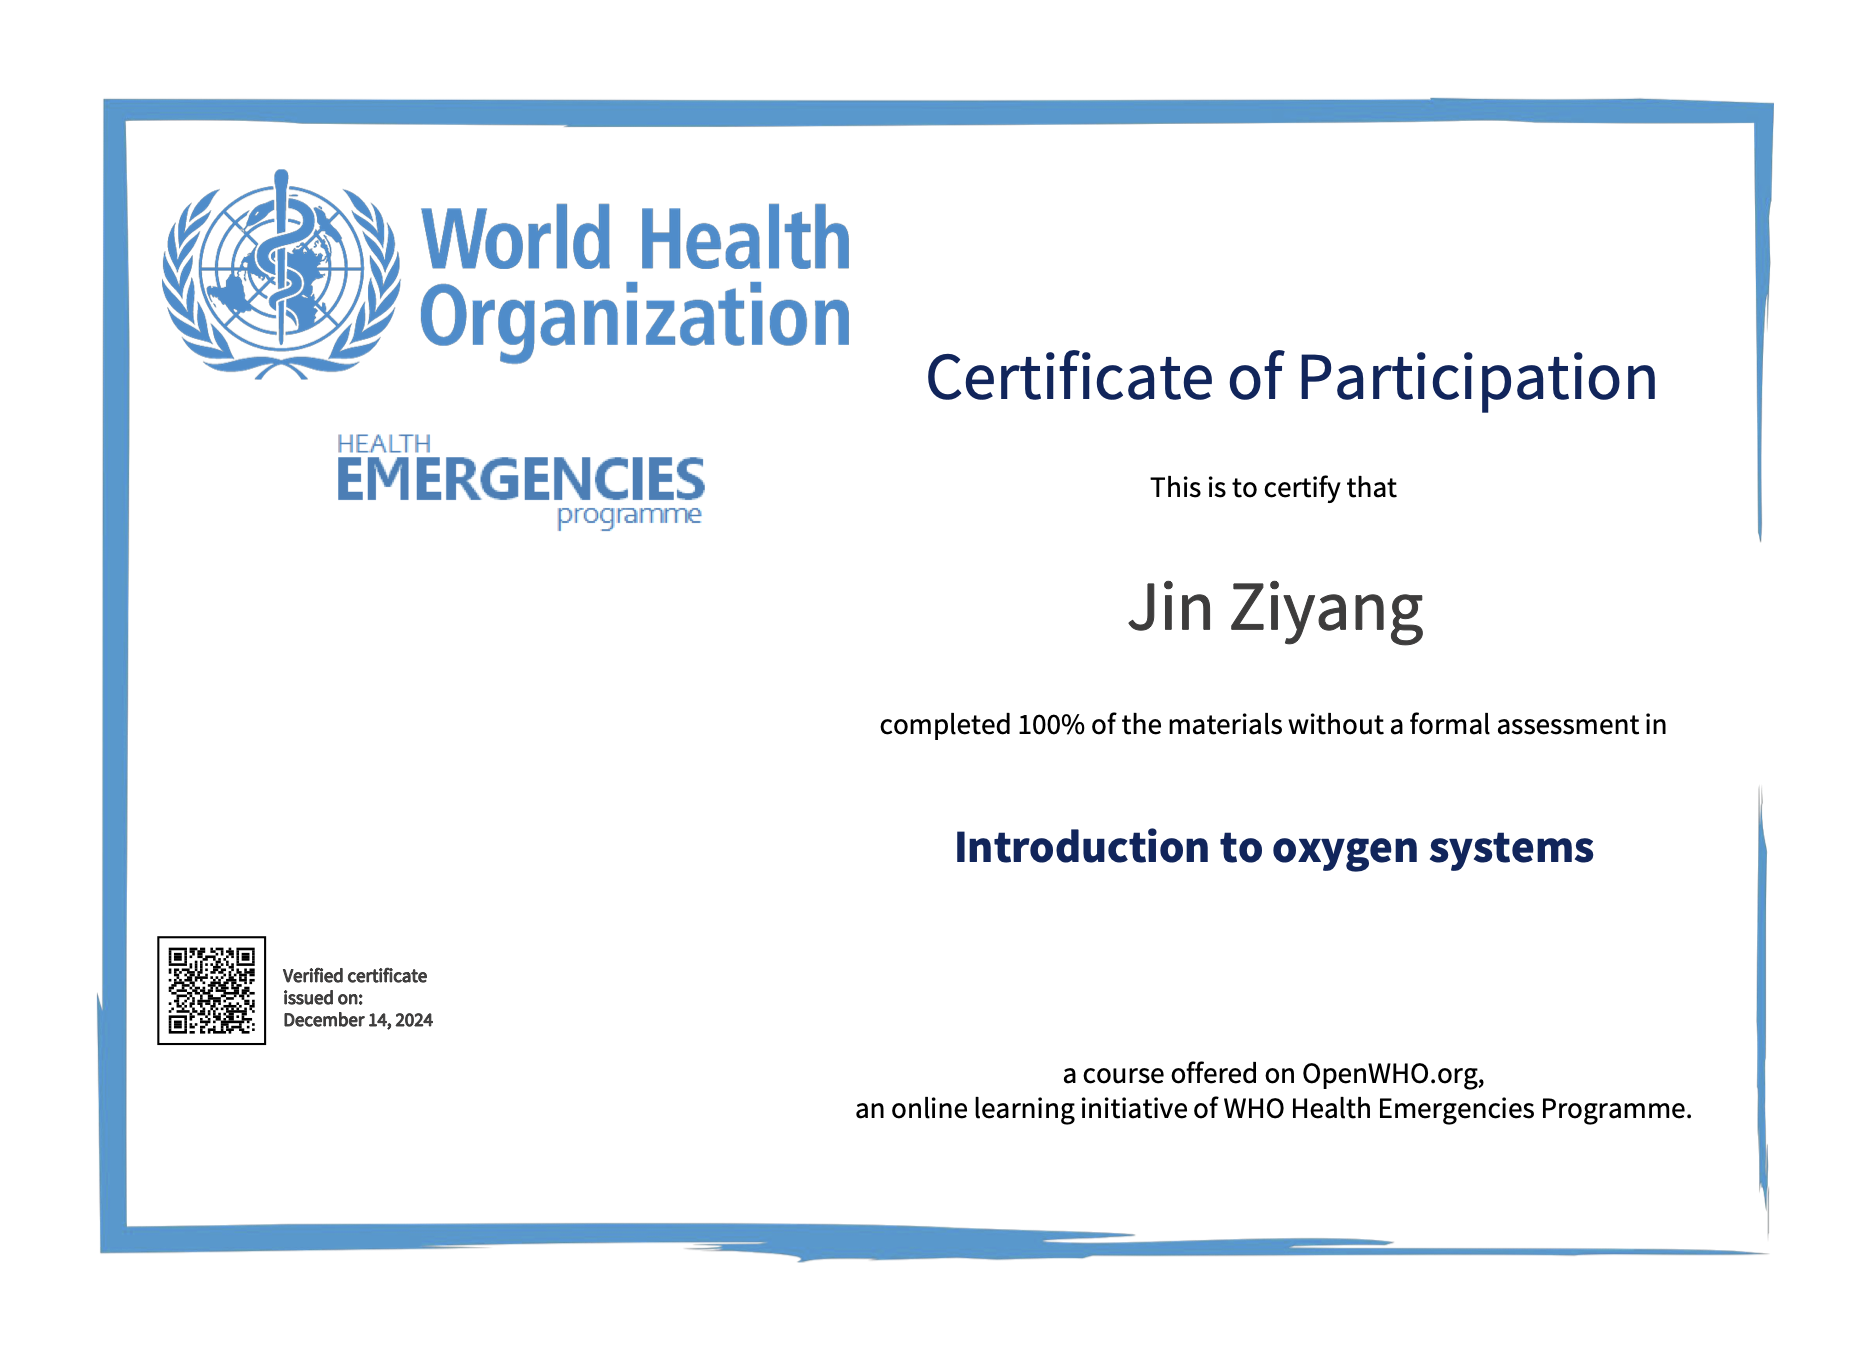 World Health
Organization
HEALTH
EMERGENCIES
programme
Certificate of Participation
This is to certify that
Jin Ziyang
completed 100% of the materials without a formal assessment in
Introduction to oxygen systems
Verified certificate
issued on:
December 14, 2024
a course offered on OpenWHO.org,
an online learning initiative of WHO Health Emergencies Programme.